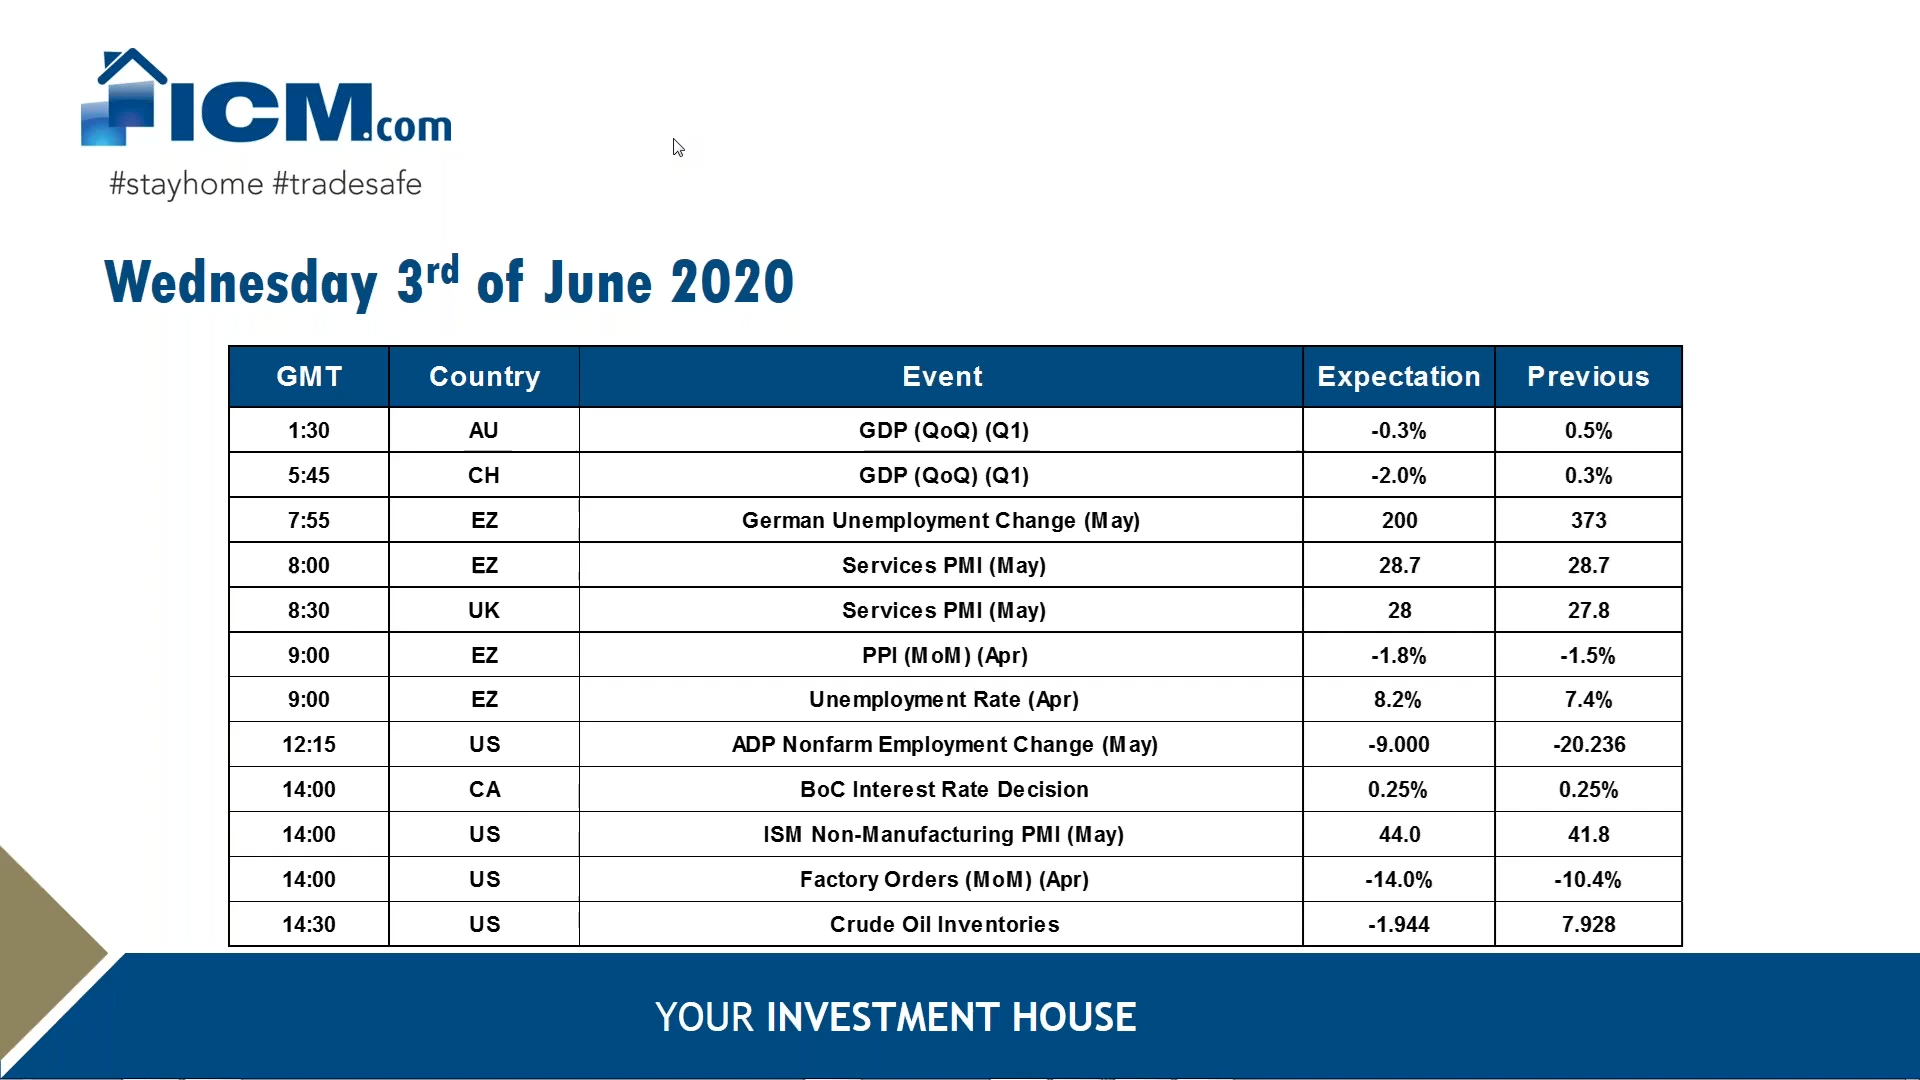 ICM.com
#stayhome #tradesafe
Wednesday 3rd of June 2020
GMT Country Event Expectation Previous
1:30 AU GDP (QoQ) (Q1) -0.3% 0.5%
5:45 CH GDP (QoQ) (Q1) -2.0% 0.3%
7:55 EZ German Unemployment Change (May) 200 373
8:00 EZ Services PMI (May) 28.7 28.7
8:30 UK Services PMI (May) 28 27.8
9:00 EZ PPI (MoM) (Apr) -1.8% -1.5%
9:00 EZ Unemployment Rate (Apr) 8.2% 7.4%
12:15 US ADP Nonfarm Employment Change (May) -9.000 -20.236
14:00 CA BoC Interest Rate Decision 0.25% 0.25%
14:00 US ISM Non-Manufacturing PMI (May) 44.0 41.8
14:00 US Factory Orders (MoM) (Apr) -14.0% -10.4%
14:30 US Crude Oil Inventories -1.944 7.928
YOUR INVESTMENT HOUSE